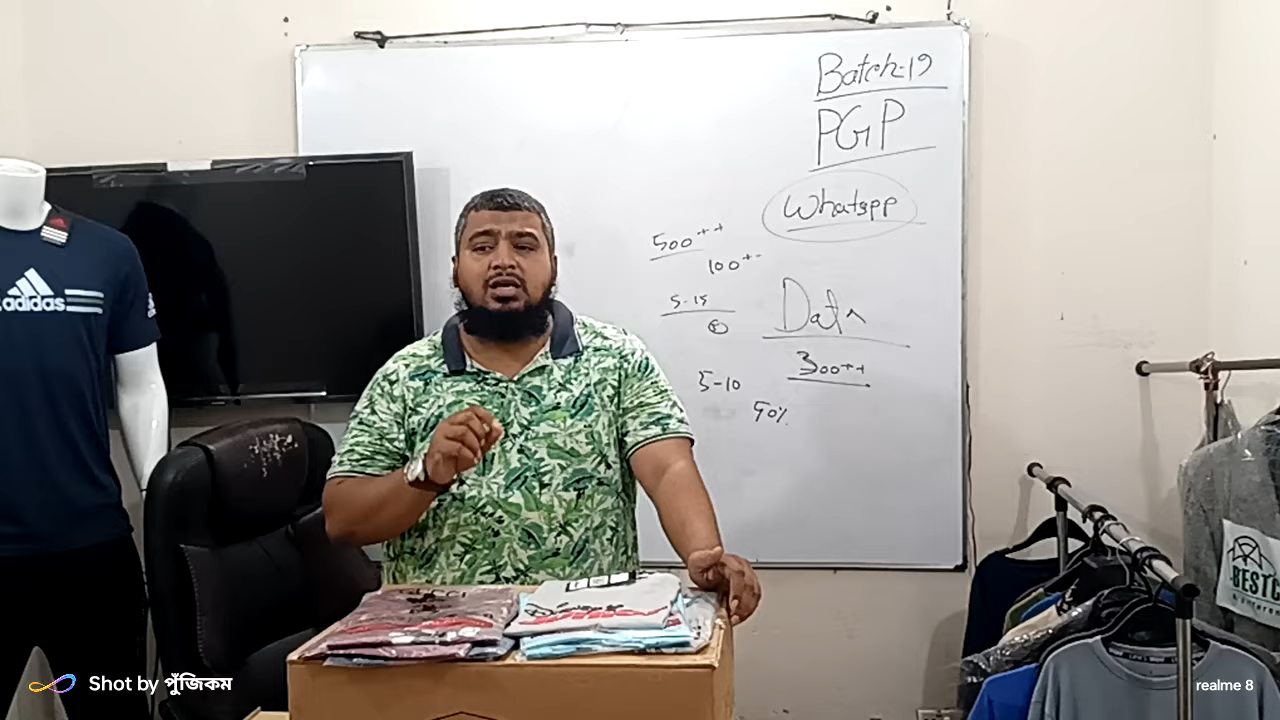 Batch-19
PGP
Whatspp
500++
100+-
5-15
Data
300++
5-10
50%
adidas
BEST
Shot by পুঁজিকম
realme 8